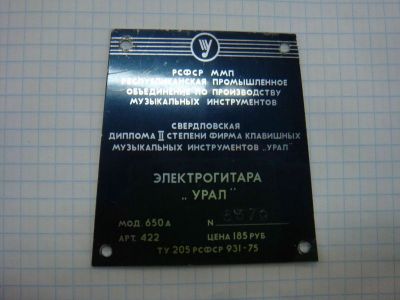 РСФСР ММП
РЕСПУБЛИКАНСКАЯ ПРОМЫШЛЕННОЕ
ОБЪЕДИНЕНИЕ ПО ПРОИЗВОДСТВУ
МУЗЫКАЛЬНЫХ ИНСТРУМЕНТОВ
СВЕРДЛОВСКАЯ
ДИПЛОМА II СТЕПЕНИ ФИРМА КЛАВИШНЫХ
МУЗЫКАЛЬНЫХ ИНСТРУМЕНТОВ „УРАЛ"
ЭЛЕКТРОГИТАРА
„УРАЛ"
МОД. 650А N
АРТ. 422 ЦЕНА 185 РУБ
ТУ 205 РСФСР 931-75